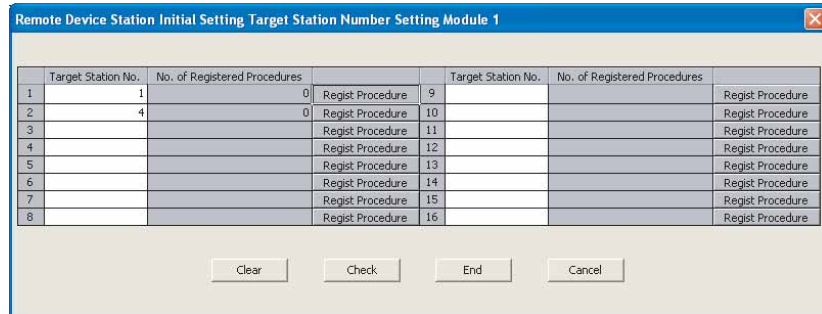 Remote Device Station Initial Setting Target Station Number Setting Module 1
Target Station No. No. of Registered Procedures Target Station No. No. of Registered Procedures
1 1 0 Regist Procedure 9 Regist Procedure
2 4 0 Regist Procedure 10 Regist Procedure
3 Regist Procedure 11 Regist Procedure
4 Regist Procedure 12 Regist Procedure
5 Regist Procedure 13 Regist Procedure
6 Regist Procedure 14 Regist Procedure
7 Regist Procedure 15 Regist Procedure
8 Regist Procedure 16 Regist Procedure
Clear Check End Cancel